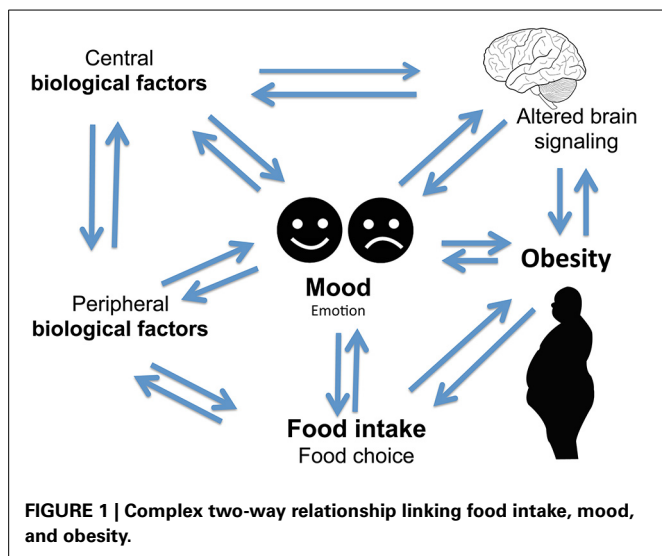 Central
biological factors
Altered brain
signaling
Mood
Emotion
Obesity
Peripheral
biological factors
Food intake
Food choice
FIGURE 1 | Complex two-way relationship linking food intake, mood,
and obesity.